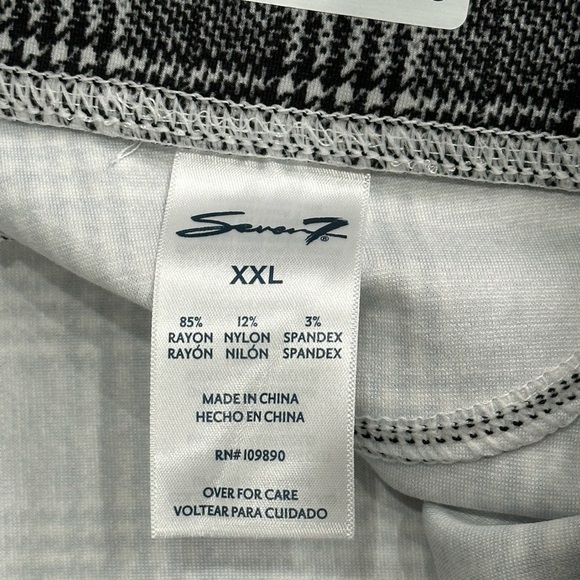 Seven7®
XXL
85% 12% 3%
RAYON NYLON SPANDEX
RAYÓN NILÓN SPANDEX
MADE IN CHINA
HECHO EN CHINA
RN# 109890
OVER FOR CARE
VOLTEAR PARA CUIDADO